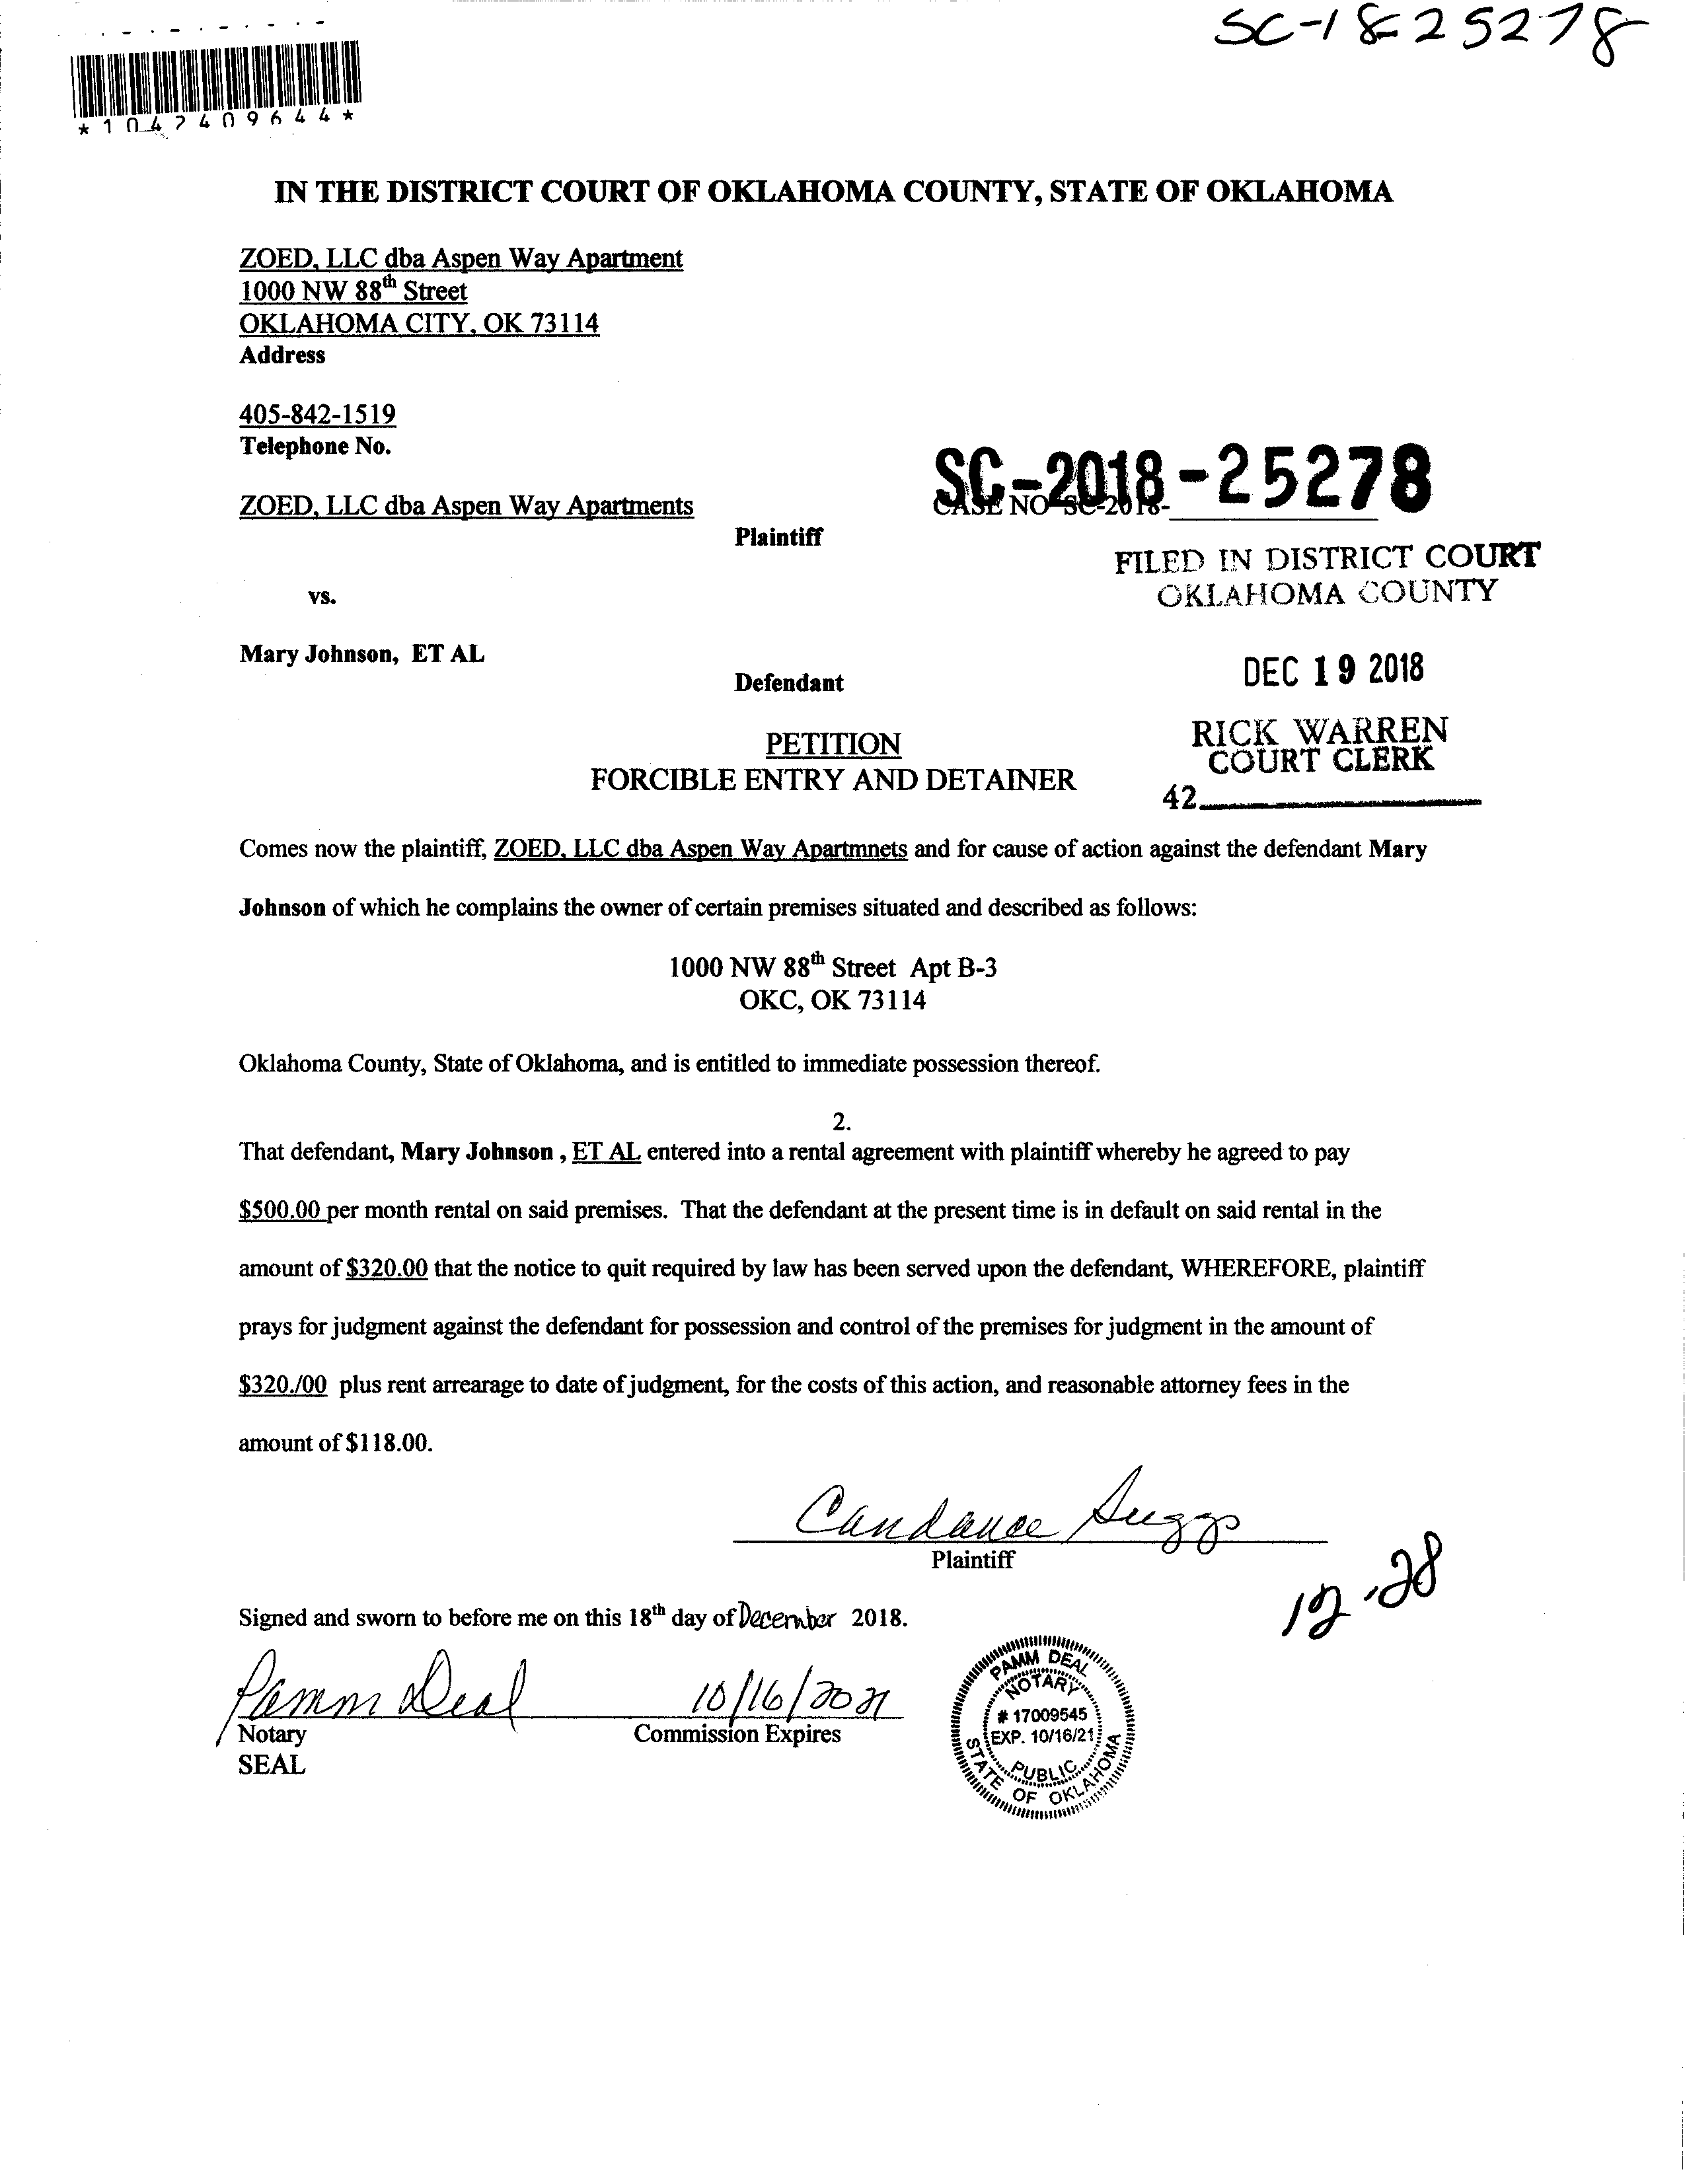 SC-18-25278
*1047409644*
IN THE DISTRICT COURT OF OKLAHOMA COUNTY, STATE OF OKLAHOMA
ZOED, LLC dba Aspen Way Apartment
1000 NW 88th Street
OKLAHOMA CITY, OK 73114
Address
405-842-1519
Telephone No.
SC-2018-25278
CASE NO SC-2018-
ZOED, LLC dba Aspen Way Apartments
Plaintiff
FILED IN DISTRICT COURT
OKLAHOMA COUNTY
vs.
Mary Johnson, ET AL
DEC 19 2018
Defendant
RICK WARREN
COURT CLERK
42
PETITION
FORCIBLE ENTRY AND DETAINER
Comes now the plaintiff, ZOED, LLC dba Aspen Way Apartmnets and for cause of action against the defendant Mary
Johnson of which he complains the owner of certain premises situated and described as follows:
1000 NW 88th Street Apt B-3
OKC, OK 73114
Oklahoma County, State of Oklahoma, and is entitled to immediate possession thereof.
2.
That defendant, Mary Johnson , ET AL entered into a rental agreement with plaintiff whereby he agreed to pay
$500.00 per month rental on said premises. That the defendant at the present time is in default on said rental in the
amount of $320.00 that the notice to quit required by law has been served upon the defendant, WHEREFORE, plaintiff
prays for judgment against the defendant for possession and control of the premises for judgment in the amount of
$320./00 plus rent arrearage to date of judgment, for the costs of this action, and reasonable attorney fees in the
amount of $118.00.
Candance Suggs
Plaintiff
12-28
Signed and sworn to before me on this 18th day of December 2018.
Pamm Deal 10/16/2021
Notary Commission Expires
SEAL
PAMM DEAL
NOTARY
# 17009545
EXP. 10/16/21
PUBLIC
STATE OF OKLAHOMA